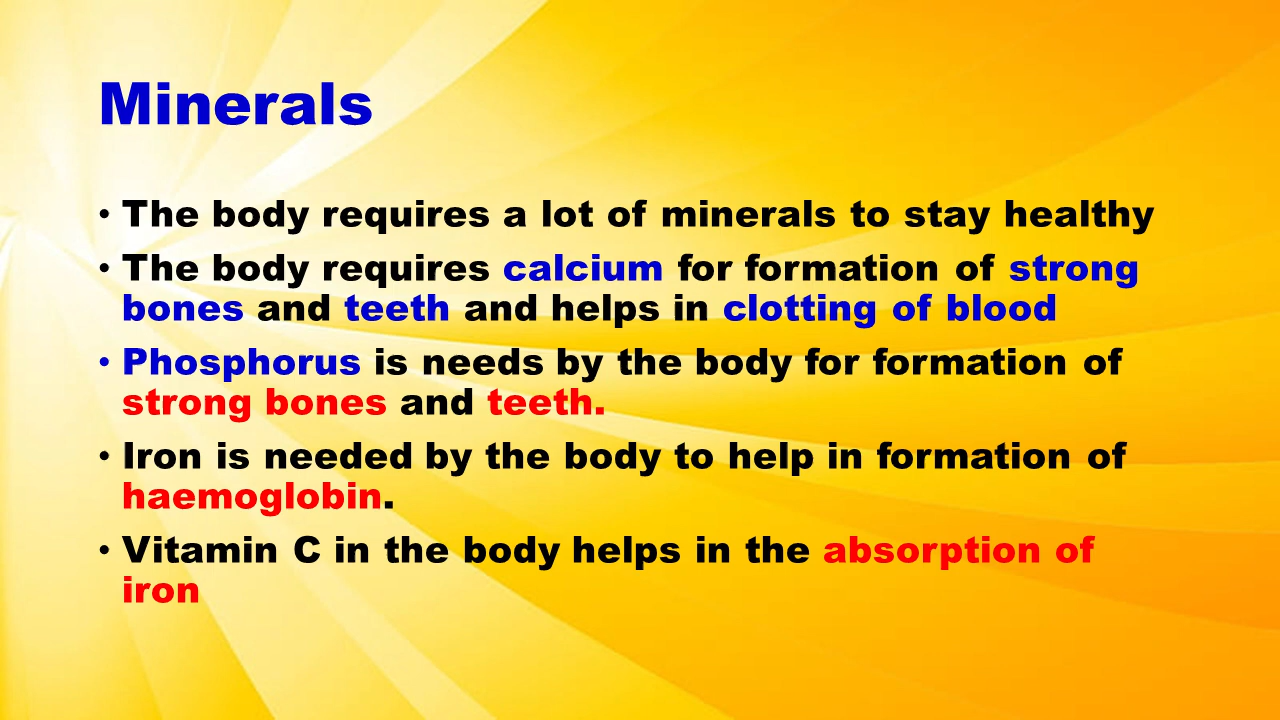 Minerals
• The body requires a lot of minerals to stay healthy
• The body requires calcium for formation of strong
bones and teeth and helps in clotting of blood
• Phosphorus is needs by the body for formation of
strong bones and teeth.
• Iron is needed by the body to help in formation of
haemoglobin.
• Vitamin C in the body helps in the absorption of
iron